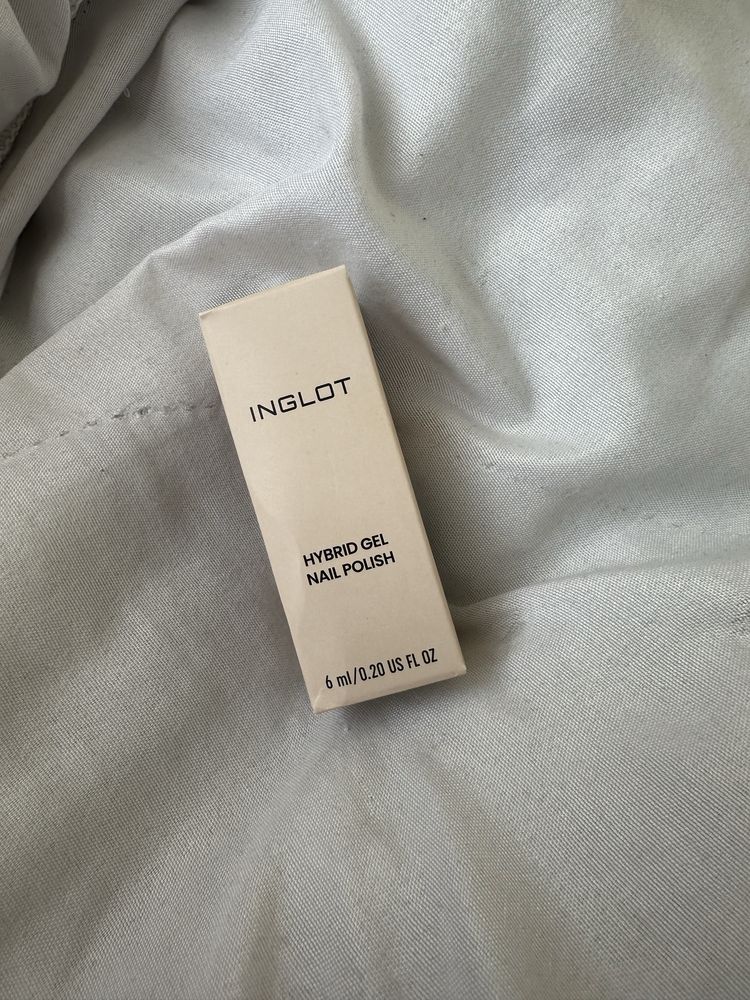 INGLOT
HYBRID GEL
NAIL POLISH
6 ml/0.20 US FL OZ